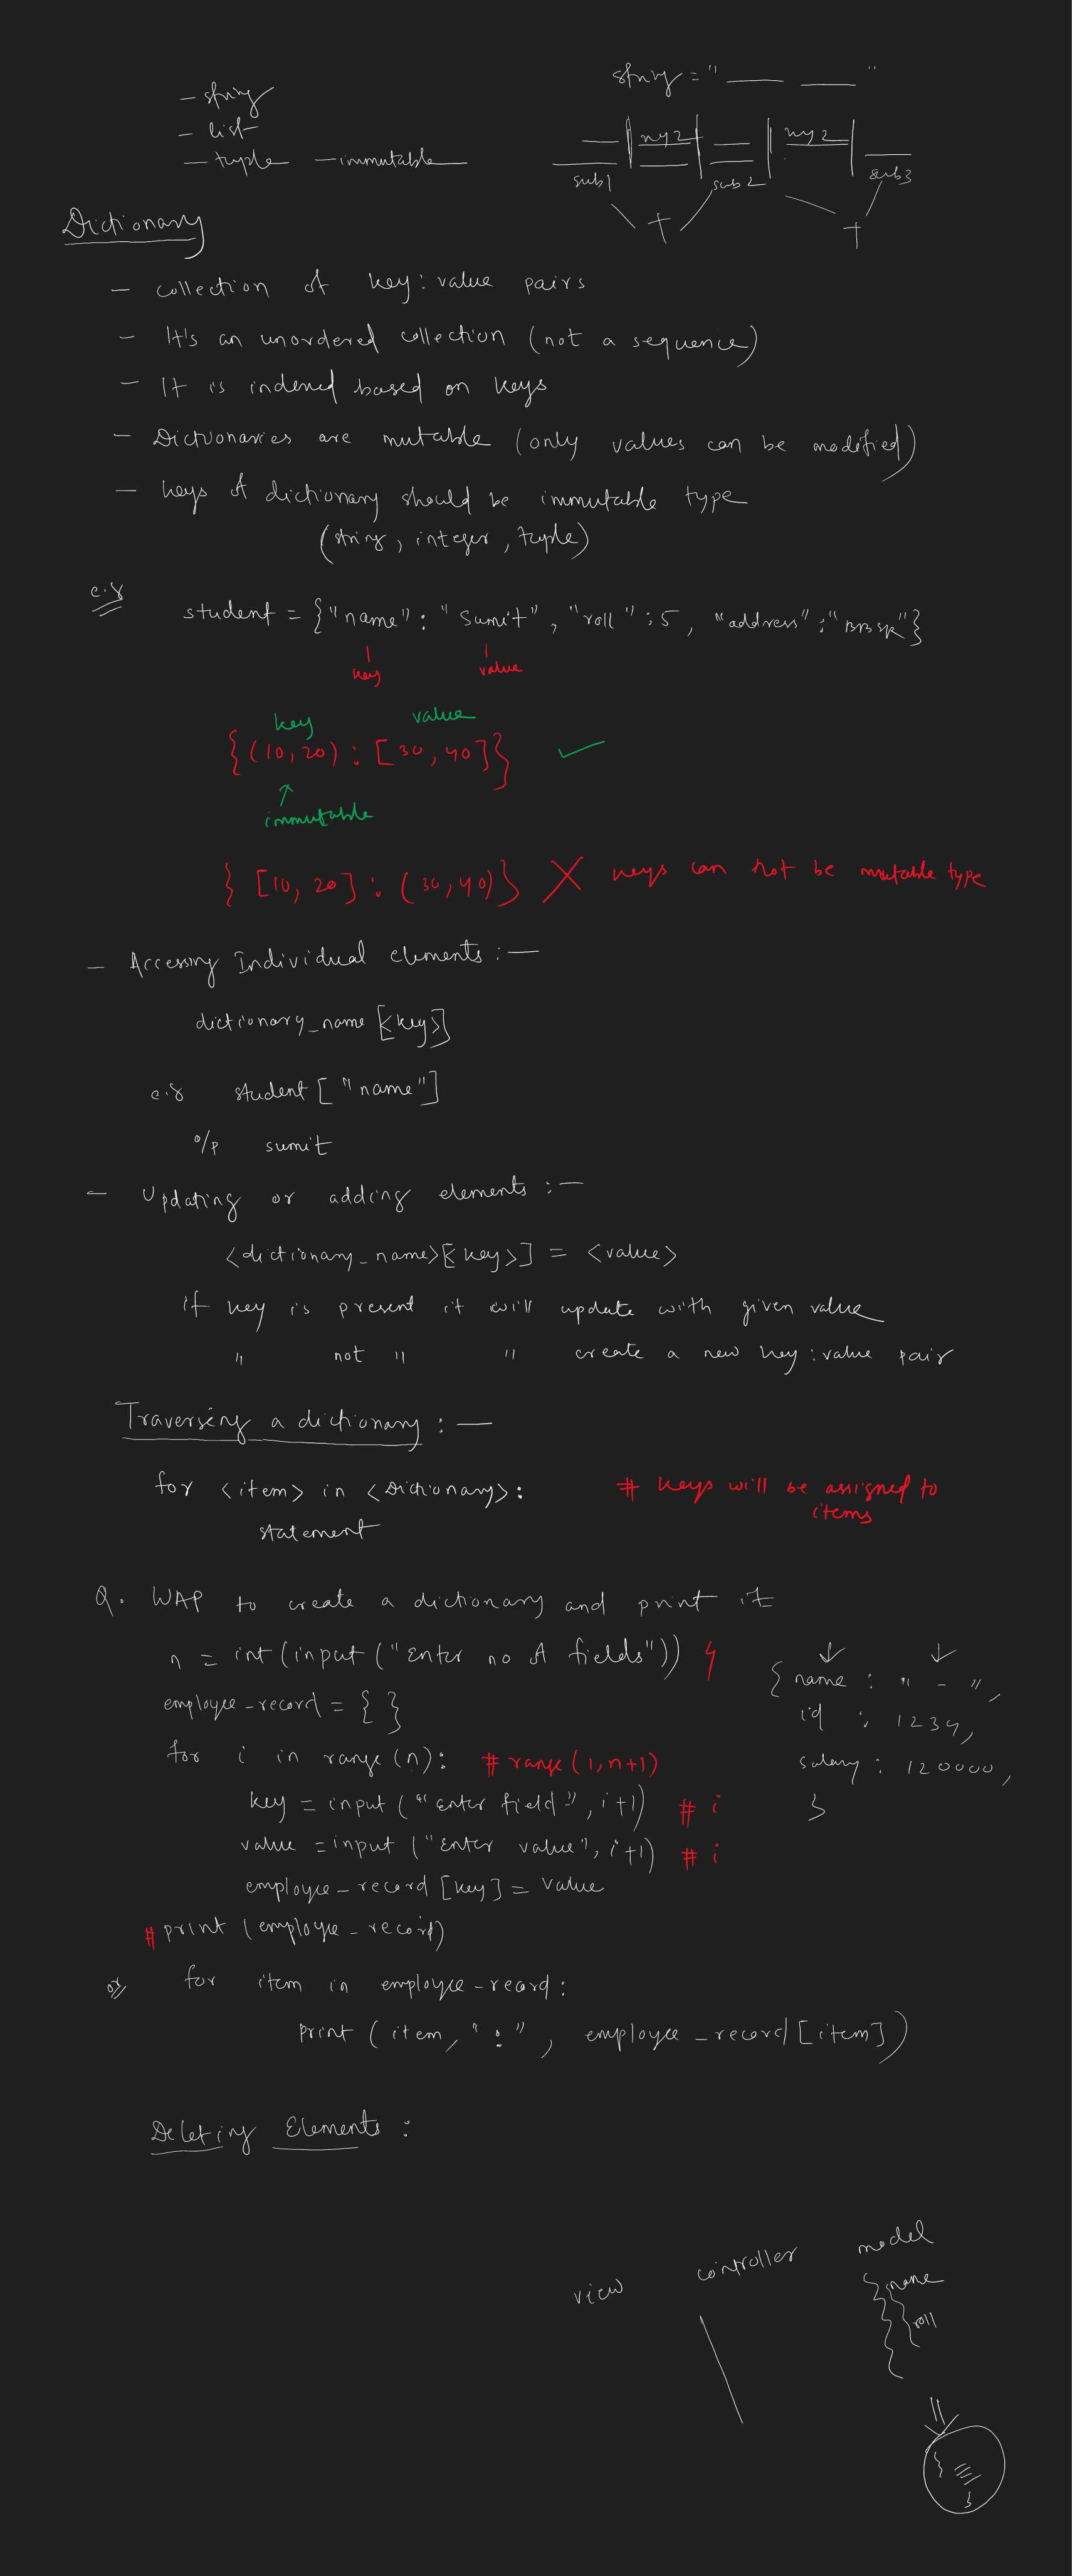 - string
- list
- tuple - immutable
string = " __ __ "
xyz xyz
sub1 sub2 sub3
+ +
Dictionary
- collection of key : value pairs
- It's an unordered collection (not a sequence)
- It is indexed based on keys
- Dictionaries are mutable (only values can be modified)
- keys of dictionary should be immutable type
(string, integer, tuple)
e.g student = {"name" : "Sumit", "roll" : 5, "address" : "BBSR"}
key value
key value
{(10,20) : [30,40]} ✓
↑
immutable
{[10,20] : (30,40)} ✗ keys can not be mutable type
- Accessing Individual elements :-
dictionary_name[<key>]
e.g student["name"]
o/p sumit
- Updating or adding elements :-
<dictionary_name>[<key>] = <value>
if key is present it will update with given value
" not " " create a new key : value pair
Traversing a dictionary : -
for <item> in <Dictionary>: # keys will be assigned to
items
statement
Q. WAP to create a dictionary and print it
n = int(input("Enter no of fields"))
employee_record = { }
for i in range(n): # range(1, n+1)
key = input("enter field", i+1) # i
value = input("Enter value", i+1) # i
employee_record[key] = value
# print(employee_record)
or for item in employee_record:
print(item, ":", employee_record[item])
{ name : " - ",
id : 1234,
salary : 120000,
}
Deleting Elements :
view controller model
{ name
roll